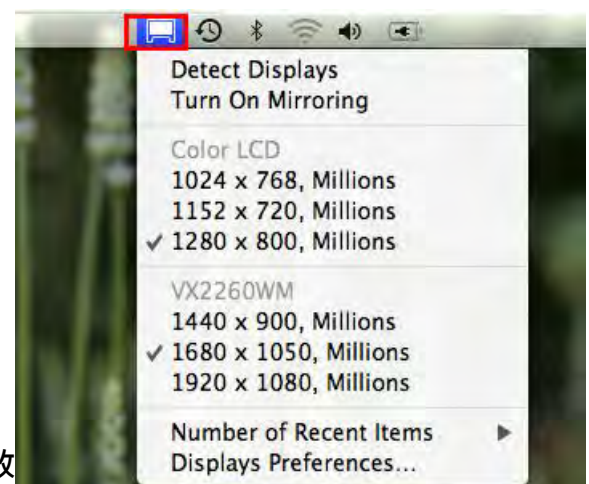 Detect Displays
Turn On Mirroring
Color LCD
1024 x 768, Millions
1152 x 720, Millions
✓ 1280 x 800, Millions
VX2260WM
1440 x 900, Millions
✓ 1680 x 1050, Millions
1920 x 1080, Millions
Number of Recent Items ▶
Displays Preferences...